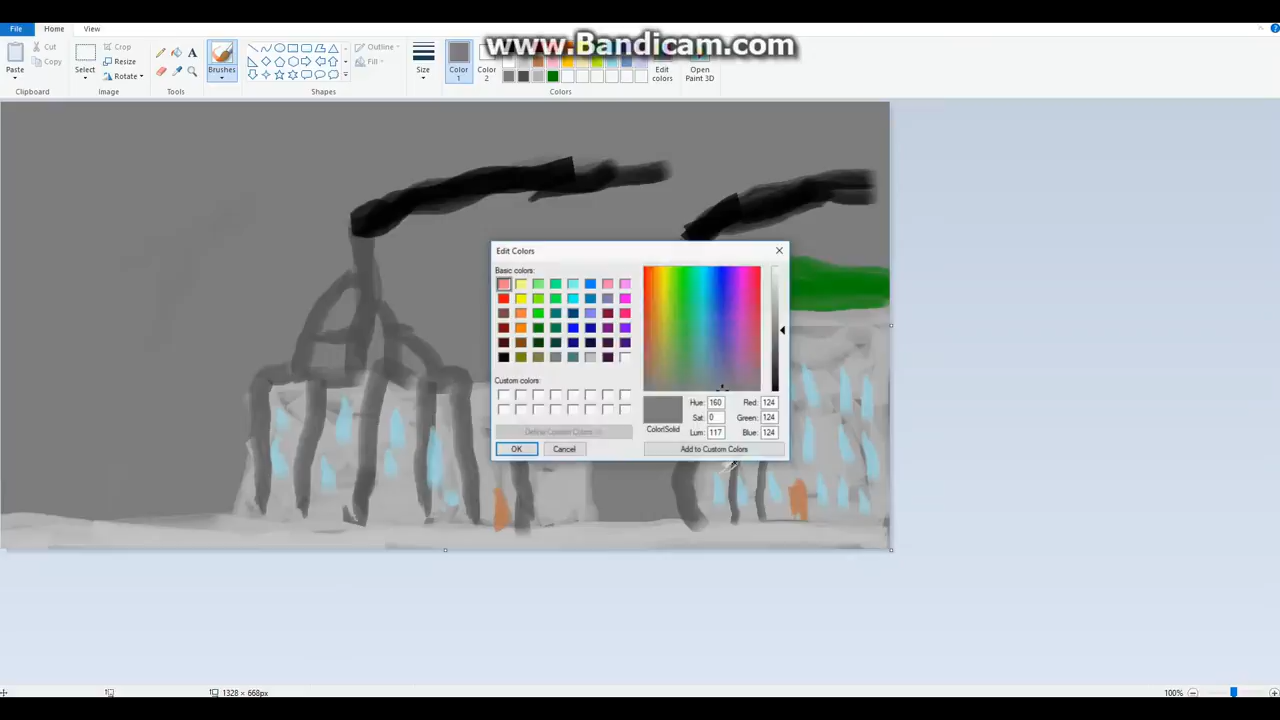 www.Bandicam.com
File Home View
Cut
Copy
Paste
Clipboard
Crop
Resize
Rotate
Select
Image
Tools
Brushes
Outline
Fill
Shapes
Size
Color 1
Color 2
Edit colors
Open Paint 3D
Colors
Edit Colors
Basic colors:
Custom colors:
Define Custom Colors >>
OK Cancel
Color|Solid
Hue: 160 Red: 124
Sat: 0 Green: 124
Lum: 117 Blue: 124
Add to Custom Colors
1328 × 668px
100%